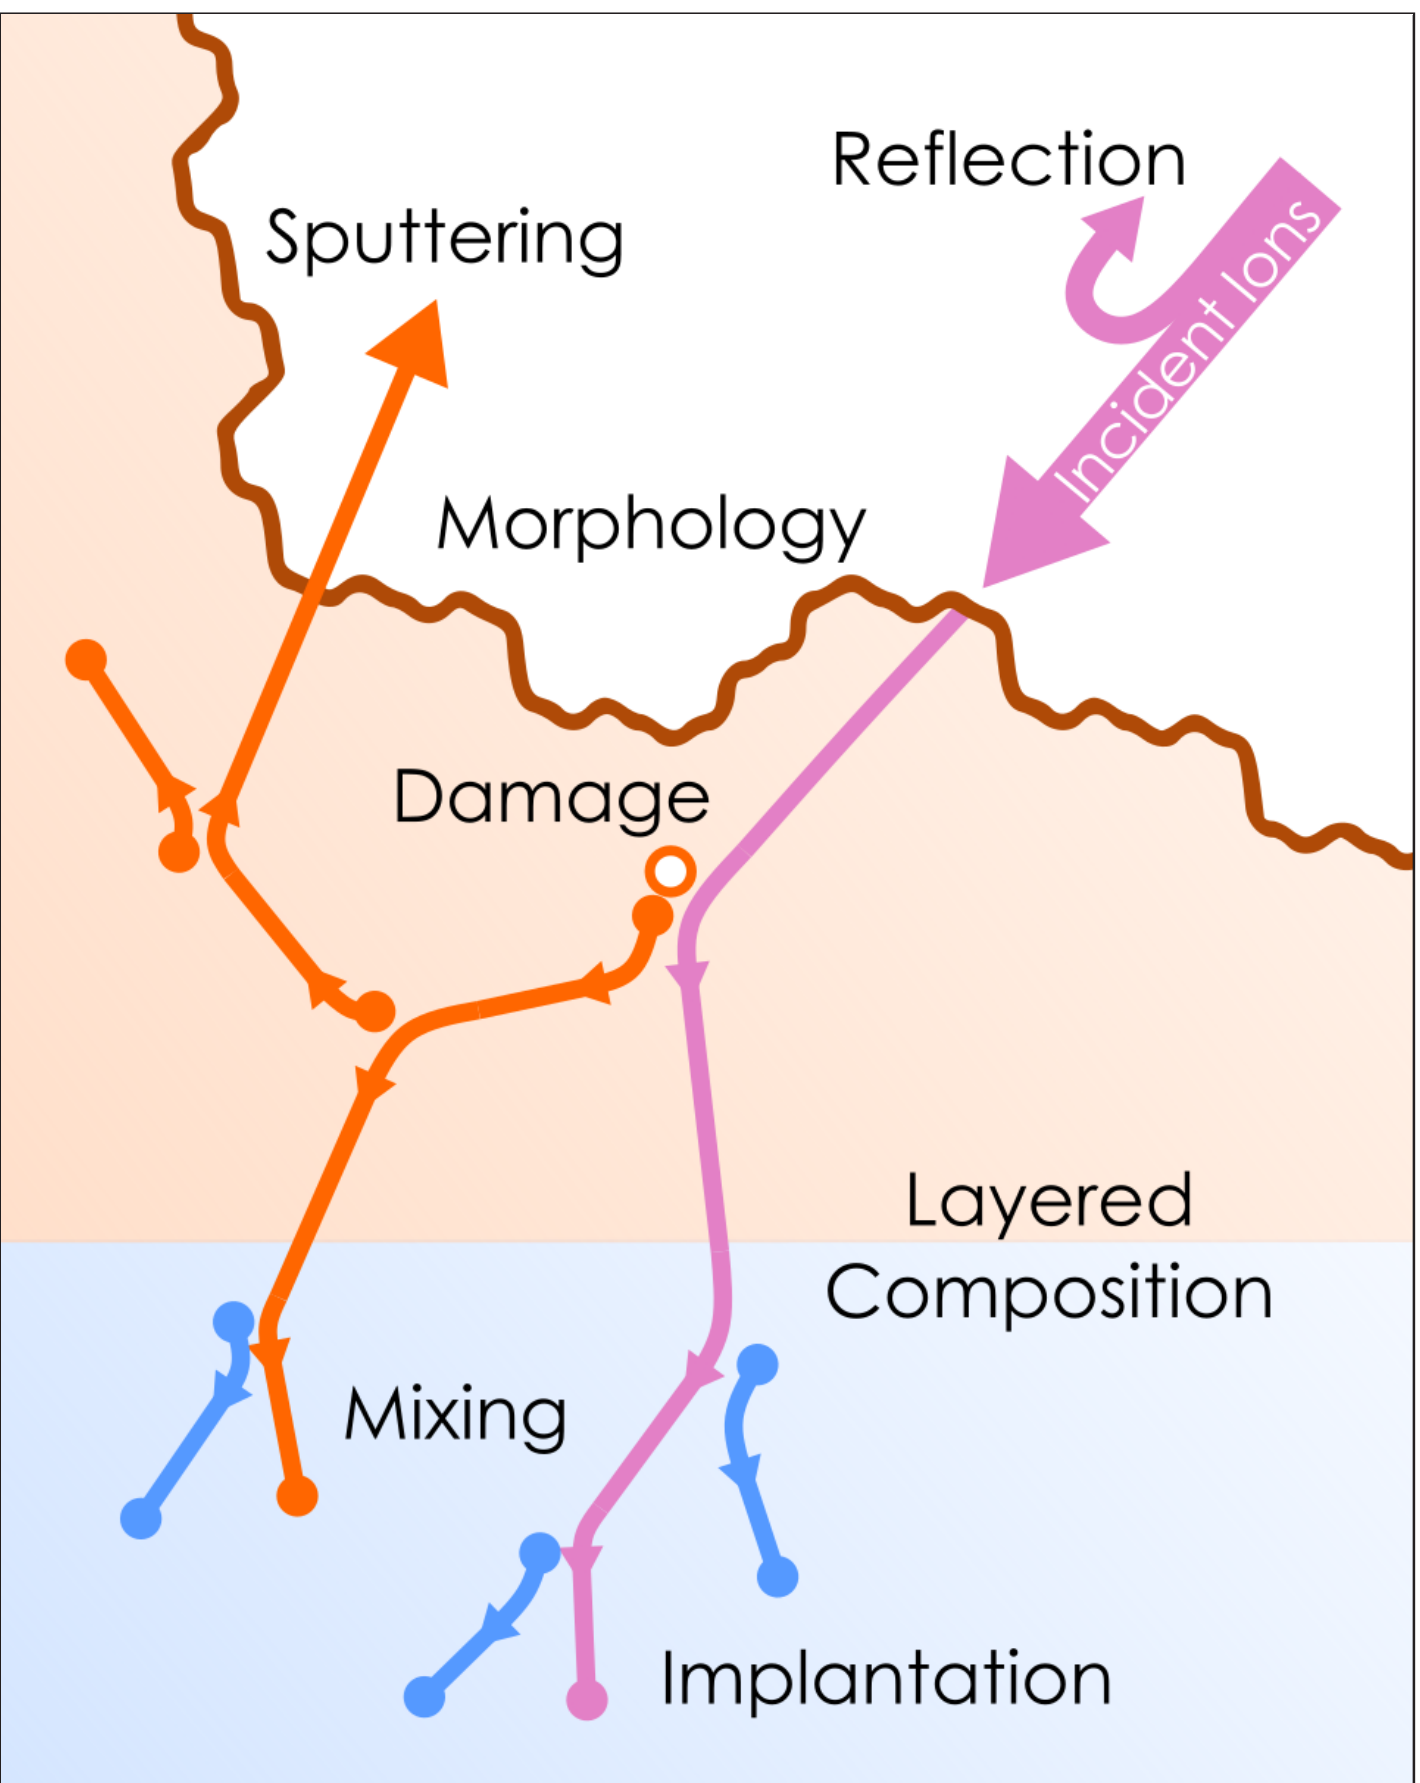 Reflection
Incident Ions
Sputtering
Morphology
Damage
Layered
Composition
Mixing
Implantation